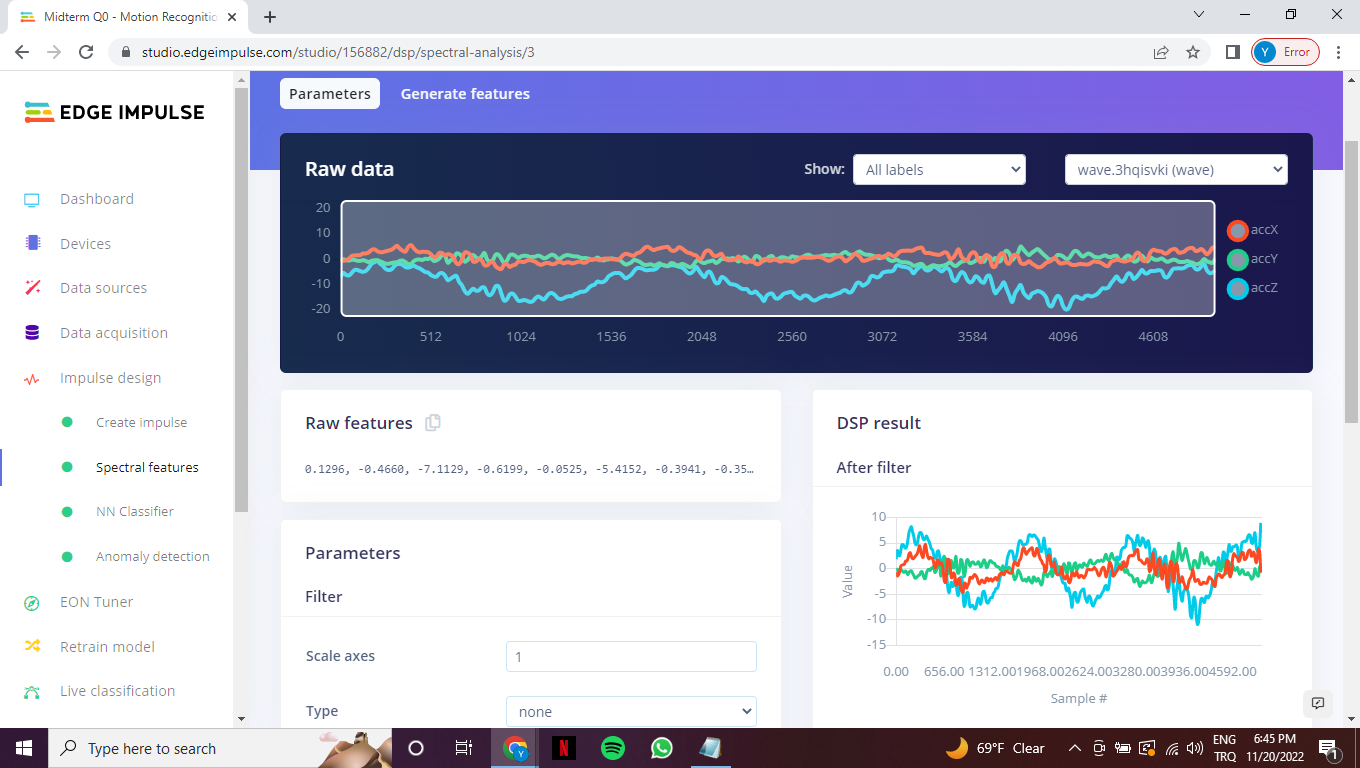 Midterm Q0 - Motion Recognitio
studio.edgeimpulse.com/studio/156882/dsp/spectral-analysis/3
Y Error
EDGE IMPULSE
Dashboard
Devices
Data sources
Data acquisition
Impulse design
Create impulse
Spectral features
NN Classifier
Anomaly detection
EON Tuner
Retrain model
Live classification
Parameters Generate features
Raw data Show: All labels wave.3hqisvki (wave)
20
10
0
-10
-20
0 512 1024 1536 2048 2560 3072 3584 4096 4608
accX
accY
accZ
Raw features
0.1296, -0.4660, -7.1129, -0.6199, -0.0525, -5.4152, -0.3941, -0.35…
Parameters
Filter
Scale axes 1
Type none
DSP result
After filter
10
5
0
-5
-10
-15
Value
0.00 656.00 1312.00 1968.00 2624.00 3280.00 3936.00 4592.00
Sample #
Type here to search
69°F Clear
ENG
TRQ
6:45 PM
11/20/2022
1